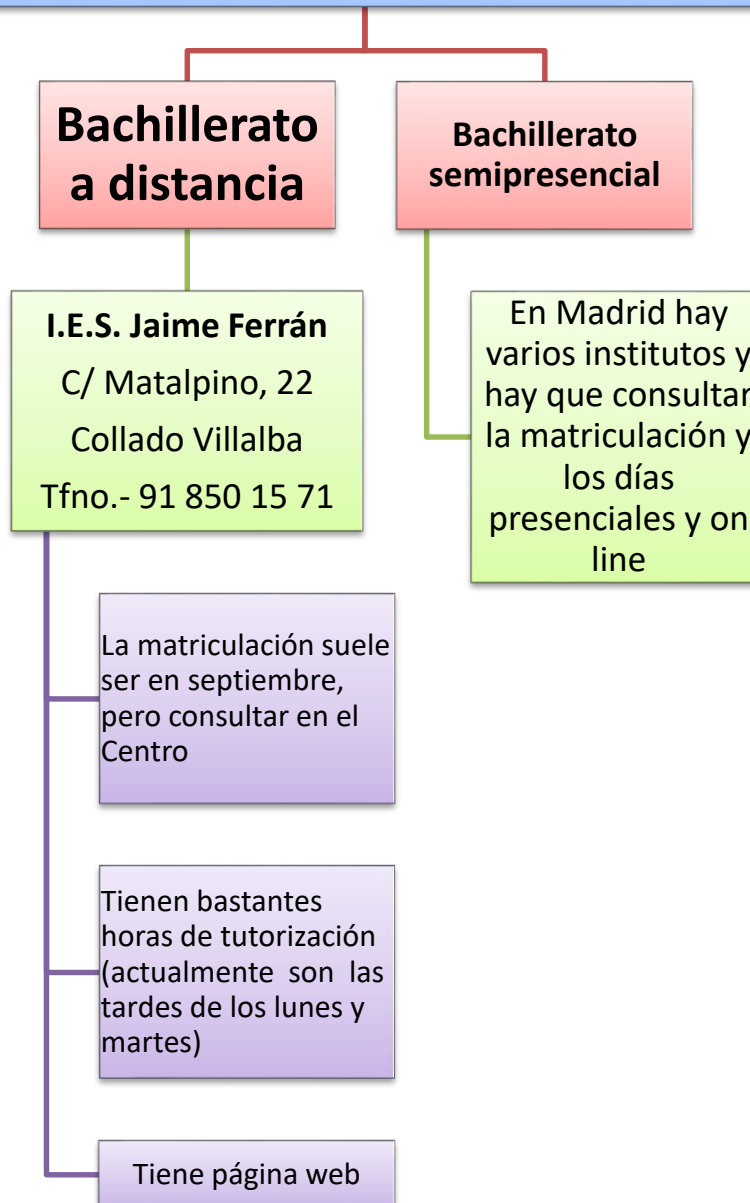 Bachillerato
a distancia
Bachillerato
semipresencial
I.E.S. Jaime Ferrán
C/ Matalpino, 22
Collado Villalba
Tfno.- 91 850 15 71
En Madrid hay
varios institutos y
hay que consultar
la matriculación y
los días
presenciales y on
line
La matriculación suele
ser en septiembre,
pero consultar en el
Centro
Tienen bastantes
horas de tutorización
(actualmente son las
tardes de los lunes y
martes)
Tiene página web